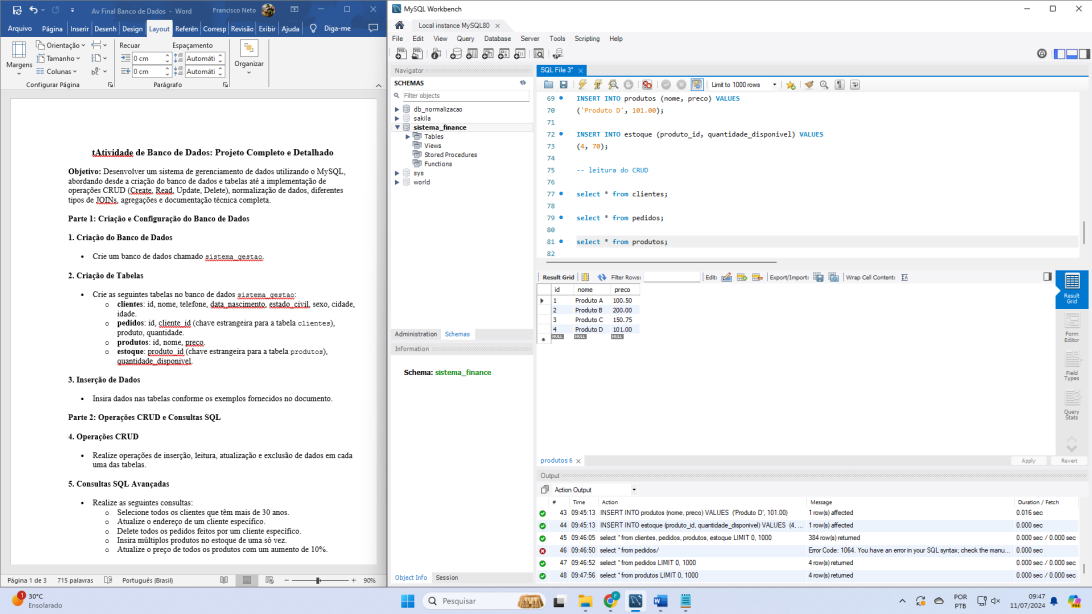 Av Final Banco de Dados - Word
Francisco Neto
Arquivo Página Inserir Desenh Design Layout Referên Corresp Revisão Exibir Ajuda Diga-me
Margens
Orientação
Tamanho
Colunas
Configurar Página
Recuar
Espaçamento
0 cm
Automáti
0 cm
Automáti
Parágrafo
Organizar
tAtividade de Banco de Dados: Projeto Completo e Detalhado
Objetivo: Desenvolver um sistema de gerenciamento de dados utilizando o MySQL,
abordando desde a criação do banco de dados e tabelas até a implementação de
operações CRUD (Create, Read, Update, Delete), normalização de dados, diferentes
tipos de JOINs, agregações e documentação técnica completa.
Parte 1: Criação e Configuração do Banco de Dados
1. Criação do Banco de Dados
• Crie um banco de dados chamado sistema_gestao.
2. Criação de Tabelas
• Crie as seguintes tabelas no banco de dados sistema_gestao:
o clientes: id, nome, telefone, data_nascimento, estado_civil, sexo, cidade,
idade.
o pedidos: id, cliente_id (chave estrangeira para a tabela clientes),
produto, quantidade.
o produtos: id, nome, preco.
o estoque: produto_id (chave estrangeira para a tabela produtos),
quantidade_disponivel.
3. Inserção de Dados
• Insira dados nas tabelas conforme os exemplos fornecidos no documento.
Parte 2: Operações CRUD e Consultas SQL
4. Operações CRUD
• Realize operações de inserção, leitura, atualização e exclusão de dados em cada
uma das tabelas.
5. Consultas SQL Avançadas
• Realize as seguintes consultas:
o Selecione todos os clientes que têm mais de 30 anos.
o Atualize o endereço de um cliente específico.
o Delete todos os pedidos feitos por um cliente específico.
o Insira múltiplos produtos no estoque de uma só vez.
o Atualize o preço de todos os produtos com um aumento de 10%.
Página 1 de 3 715 palavras Português (Brasil) 90%
MySQL Workbench
Local instance MySQL80
File Edit View Query Database Server Tools Scripting Help
Navigator
SCHEMAS
Filter objects
db_normalizacao
sakila
sistema_finance
Tables
Views
Stored Procedures
Functions
sys
world
Administration Schemas
Information
Schema: sistema_finance
Object Info Session
SQL File 3*
Limit to 1000 rows
69 INSERT INTO produtos (nome, preco) VALUES
70 ('Produto D', 101.00);
71
72 INSERT INTO estoque (produto_id, quantidade_disponivel) VALUES
73 (4, 70);
74
75 -- leitura do CRUD
76
77 select * from clientes;
78
79 select * from pedidos;
80
81 select * from produtos;
82
Result Grid Filter Rows: Edit: Export/Import: Wrap Cell Content:
id nome preco
1 Produto A 100.50
2 Produto B 200.00
3 Produto C 150.75
4 Produto D 101.00
NULL NULL NULL
Result Grid
Form Editor
Field Types
Query Stats
produtos 6
Apply Revert
Output
Action Output
# Time Action Message Duration / Fetch
43 09:45:13 INSERT INTO produtos (nome, preco) VALUES ('Produto D', 101.00) 1 row(s) affected 0.016 sec
44 09:45:13 INSERT INTO estoque (produto_id, quantidade_disponivel) VALUES (4, ... 1 row(s) affected 0.000 sec
45 09:46:05 select * from clientes, pedidos, produtos, estoque LIMIT 0, 1000 384 row(s) returned 0.000 sec / 0.000 sec
46 09:46:50 select * from pedidos/ Error Code: 1064. You have an error in your SQL syntax; check the manu... 0.000 sec
47 09:46:52 select * from pedidos LIMIT 0, 1000 4 row(s) returned 0.000 sec / 0.000 sec
48 09:47:56 select * from produtos LIMIT 0, 1000 4 row(s) returned 0.000 sec / 0.000 sec
1
30°C
Ensolarado
Pesquisar
POR
PTB
09:47
11/07/2024